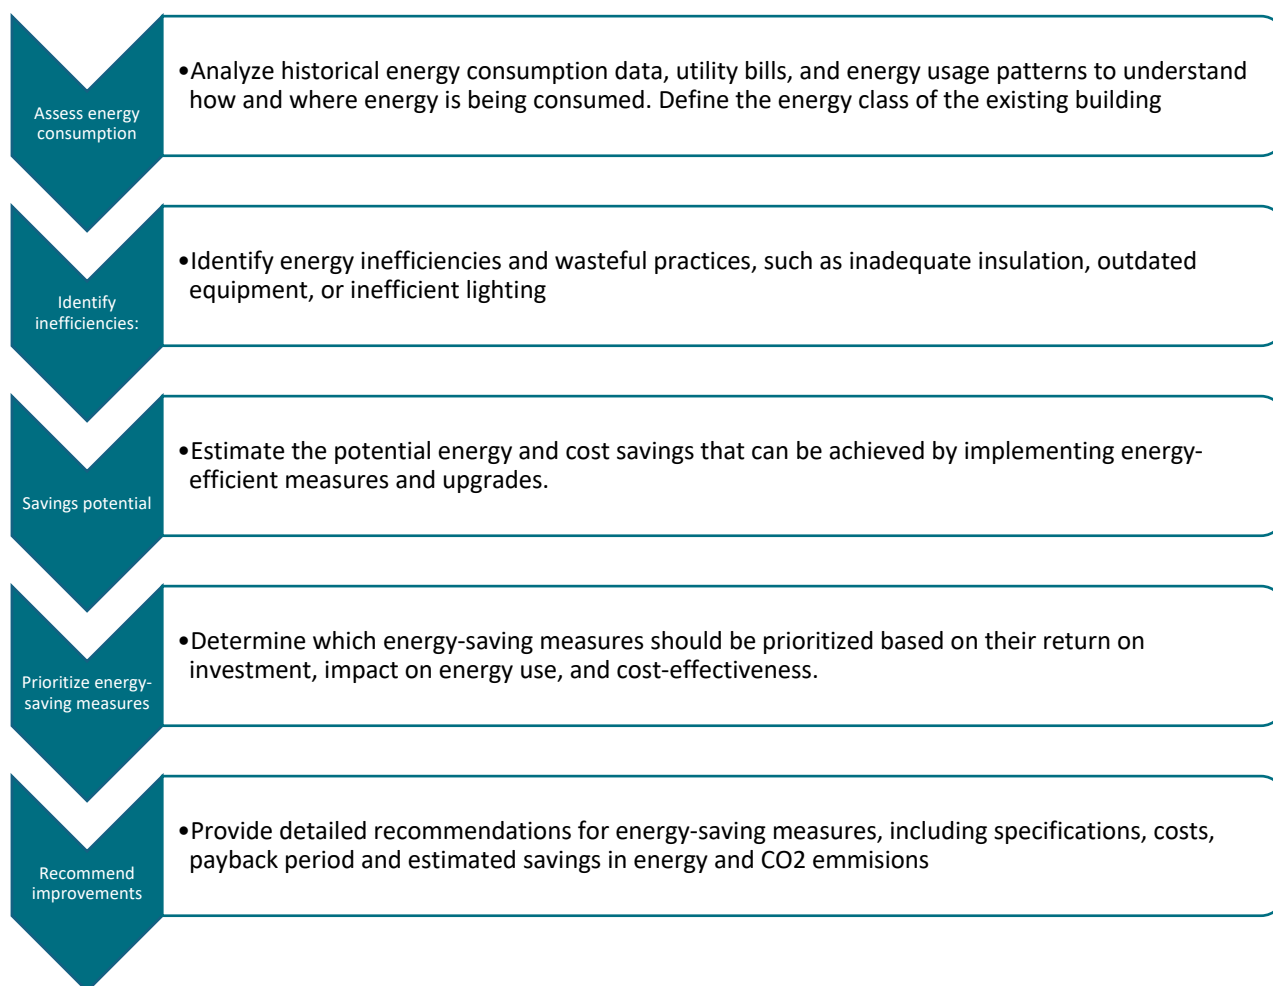 Assess energy
consumption
•Analyze historical energy consumption data, utility bills, and energy usage patterns to understand
how and where energy is being consumed. Define the energy class of the existing building
Identify
inefficiencies:
•Identify energy inefficiencies and wasteful practices, such as inadequate insulation, outdated
equipment, or inefficient lighting
Savings potential
•Estimate the potential energy and cost savings that can be achieved by implementing energy-
efficient measures and upgrades.
Prioritize energy-
saving measures
•Determine which energy-saving measures should be prioritized based on their return on
investment, impact on energy use, and cost-effectiveness.
Recommend
improvements
•Provide detailed recommendations for energy-saving measures, including specifications, costs,
payback period and estimated savings in energy and CO2 emmisions